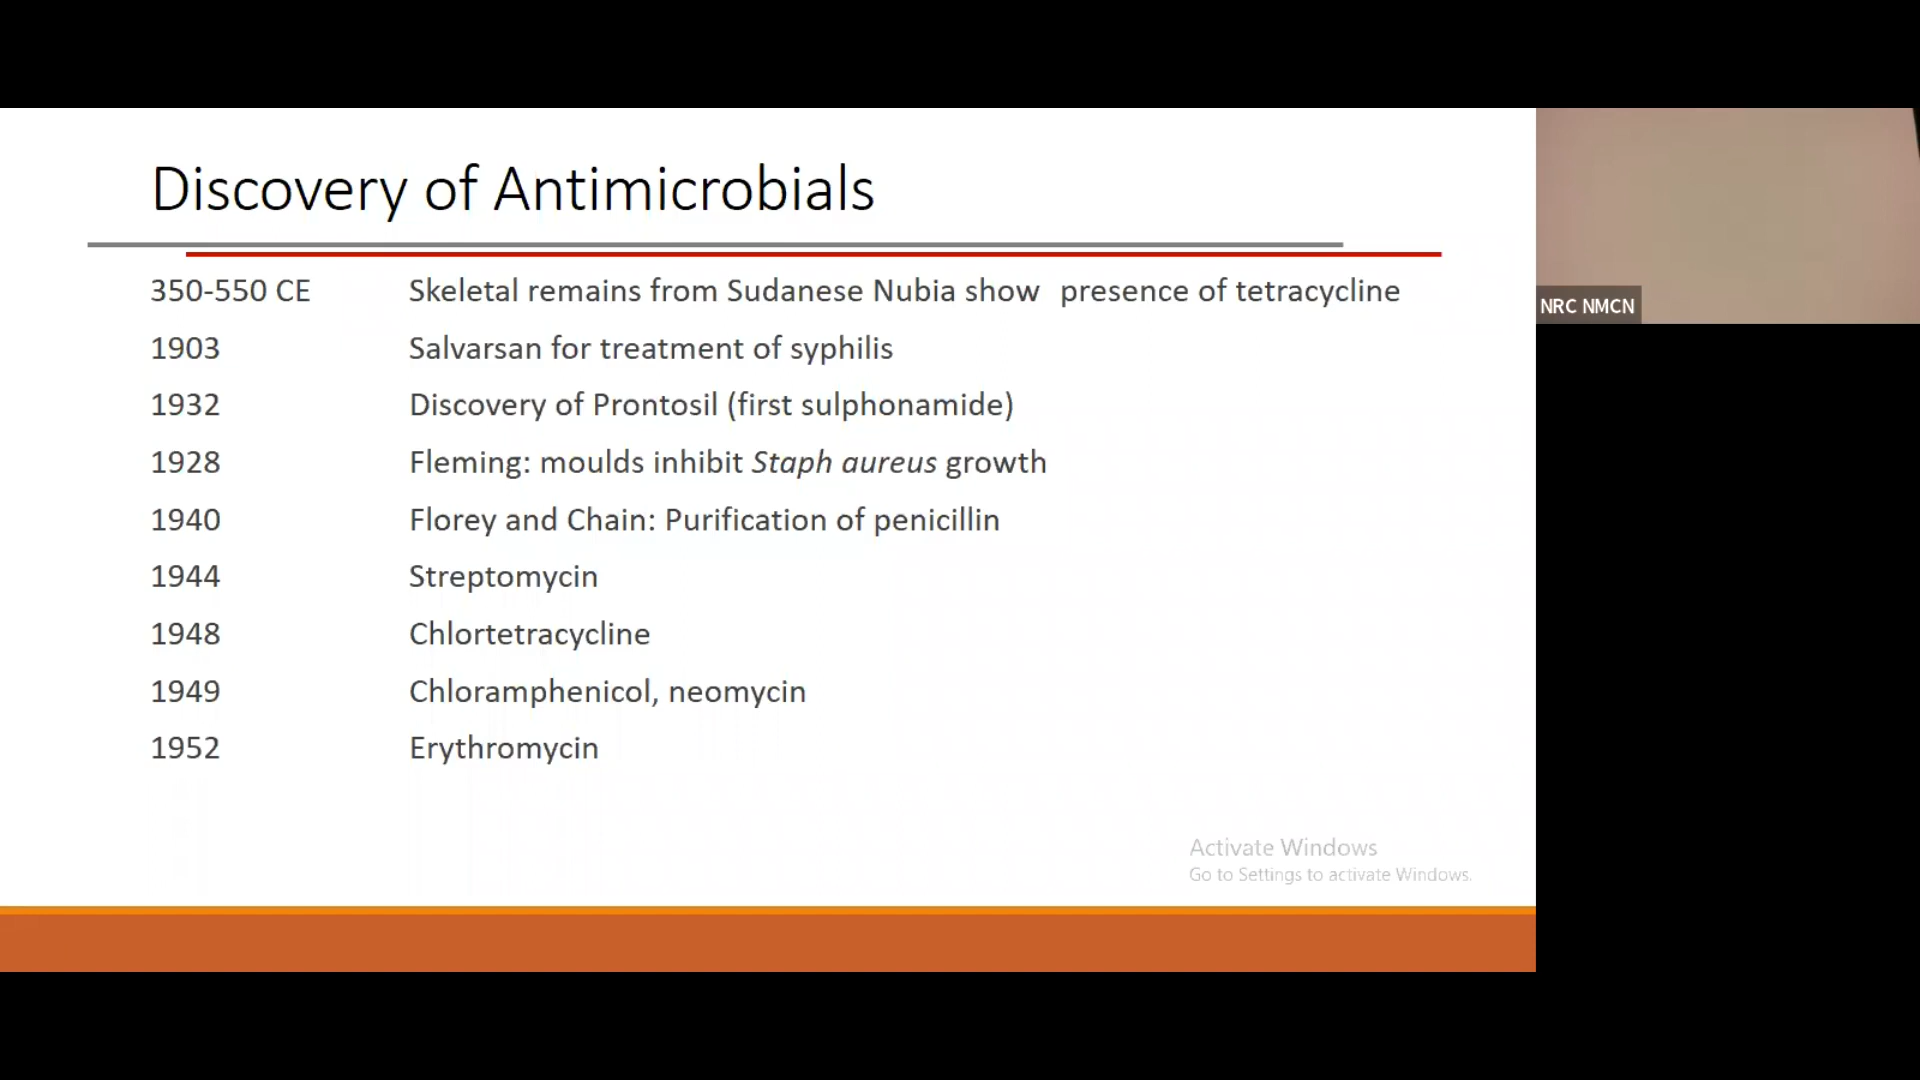 Discovery of Antimicrobials
350-550 CE Skeletal remains from Sudanese Nubia show presence of tetracycline
1903 Salvarsan for treatment of syphilis
1932 Discovery of Prontosil (first sulphonamide)
1928 Fleming: moulds inhibit Staph aureus growth
1940 Florey and Chain: Purification of penicillin
1944 Streptomycin
1948 Chlortetracycline
1949 Chloramphenicol, neomycin
1952 Erythromycin
Activate Windows
Go to Settings to activate Windows.
NRC NMCN